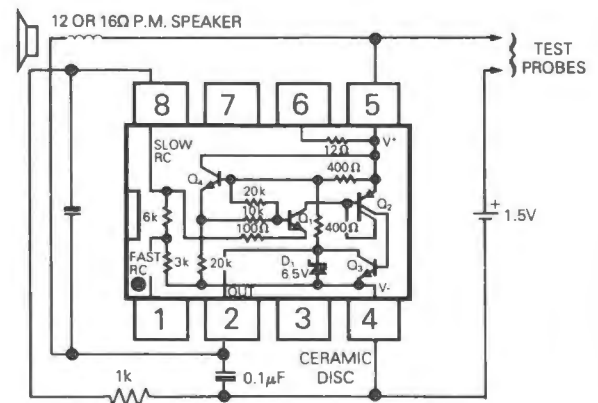 12 OR 16Ω P.M. SPEAKER
TEST
PROBES
8
7
6
5
SLOW
RC
12Ω
V+
400Ω
Q4
20k
10k
100Ω
Q1
400Ω
Q2
6k
FAST
RC
3k
20k
D1
6.5V
Q3
OUT
V-
+
1.5V
1
2
3
4
CERAMIC
DISC
1k
0.1μF